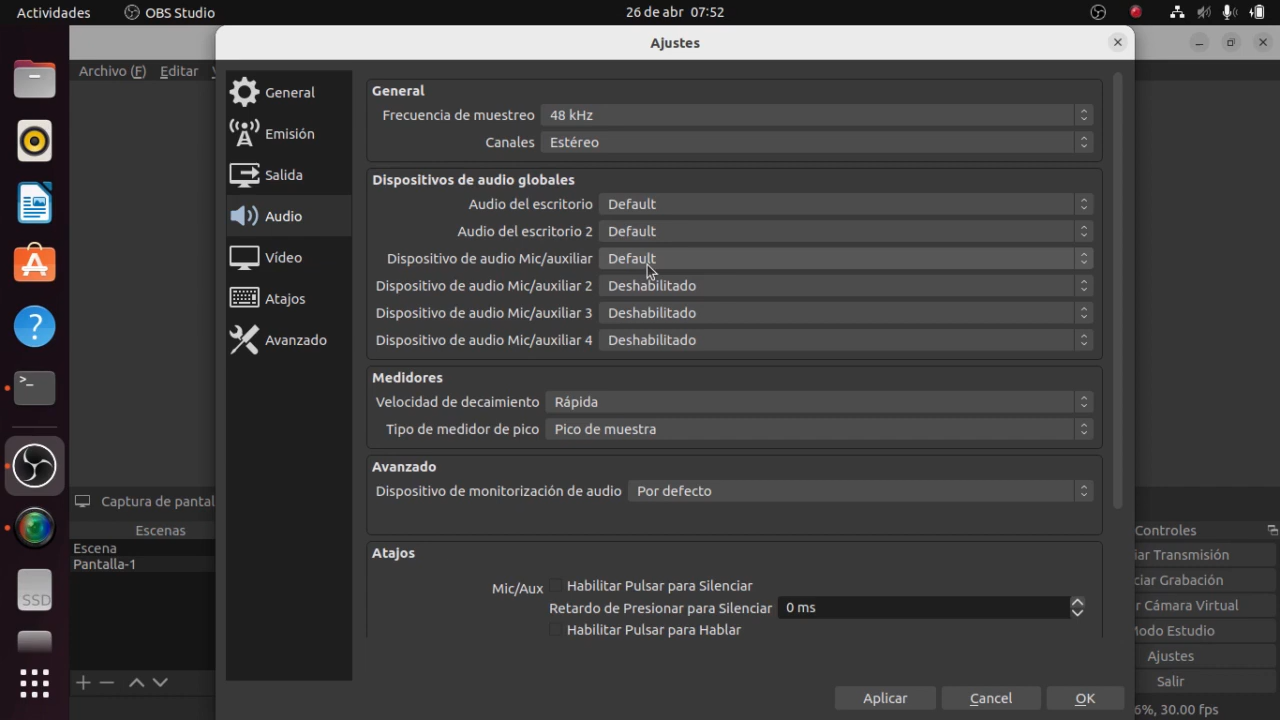 Actividades
OBS Studio
26 de abr 07:52
Ajustes
Archivo (F) Editar
General
Emisión
Salida
Audio
Vídeo
Atajos
Avanzado
General
Frecuencia de muestreo 48 kHz
Canales Estéreo
Dispositivos de audio globales
Audio del escritorio Default
Audio del escritorio 2 Default
Dispositivo de audio Mic/auxiliar Default
Dispositivo de audio Mic/auxiliar 2 Deshabilitado
Dispositivo de audio Mic/auxiliar 3 Deshabilitado
Dispositivo de audio Mic/auxiliar 4 Deshabilitado
Medidores
Velocidad de decaimiento Rápida
Tipo de medidor de pico Pico de muestra
Avanzado
Dispositivo de monitorización de audio Por defecto
Atajos
Mic/Aux Habilitar Pulsar para Silenciar
Retardo de Presionar para Silenciar 0 ms
Habilitar Pulsar para Hablar
Aplicar
Cancel
OK
Captura de pantal
Escenas
Escena
Pantalla-1
SSD
Controles
iar Transmisión
ciar Grabación
r Cámara Virtual
Modo Estudio
Ajustes
Salir
6%, 30.00 fps